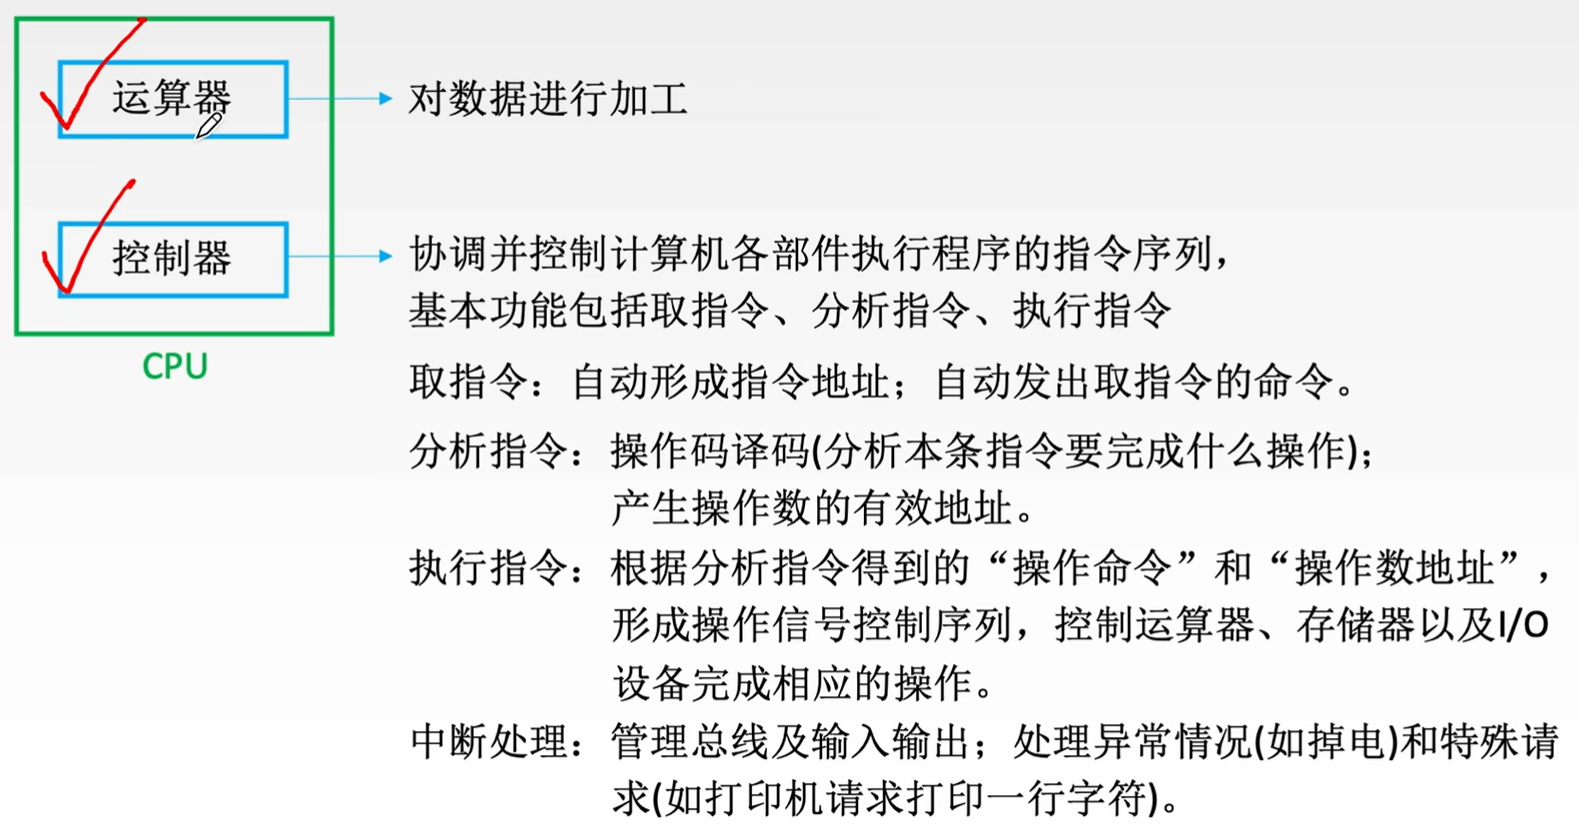 运算器
对数据进行加工
控制器
协调并控制计算机各部件执行程序的指令序列，
基本功能包括取指令、分析指令、执行指令
CPU
取指令：自动形成指令地址；自动发出取指令的命令。
分析指令：操作码译码(分析本条指令要完成什么操作)；
产生操作数的有效地址。
执行指令：根据分析指令得到的“操作命令”和“操作数地址”，
形成操作信号控制序列，控制运算器、存储器以及I/O
设备完成相应的操作。
中断处理：管理总线及输入输出；处理异常情况(如掉电)和特殊请
求(如打印机请求打印一行字符)。